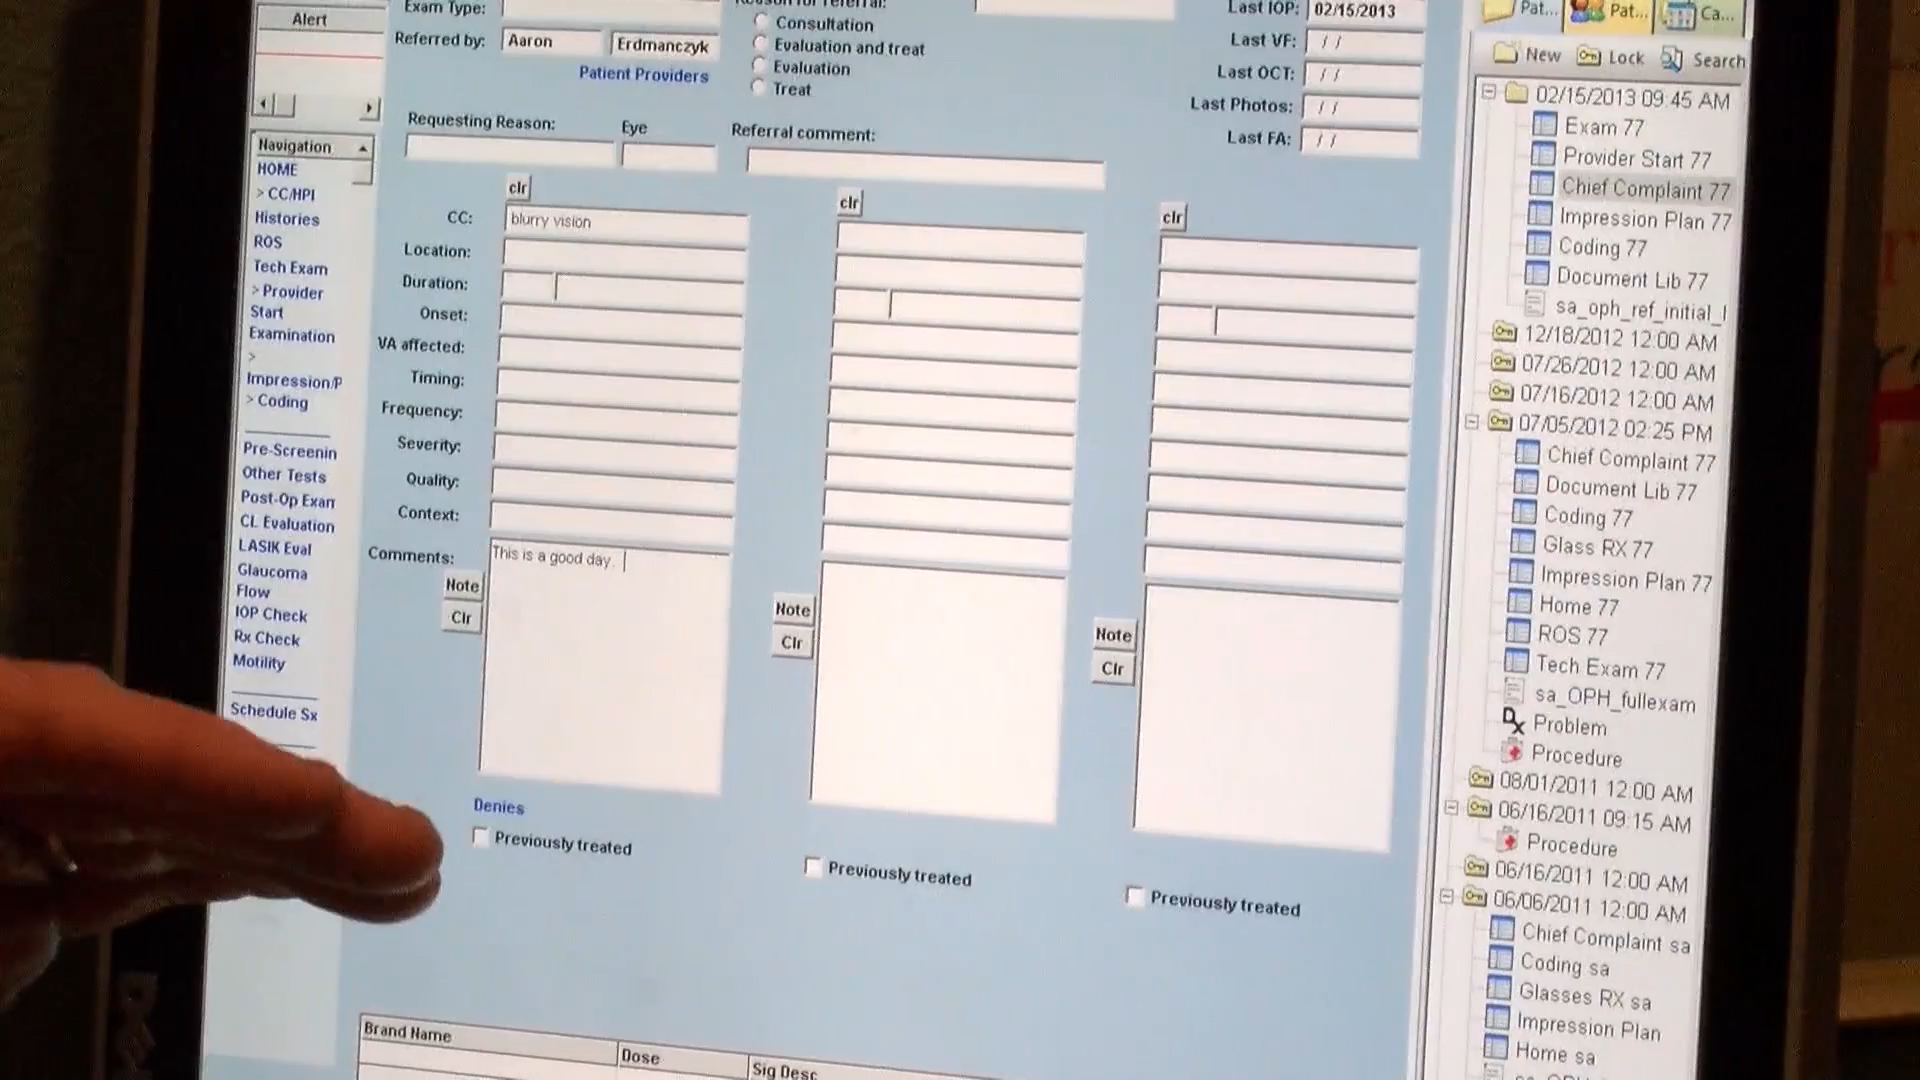 Alert
Navigation
HOME
> CC/HPI
Histories
ROS
Tech Exam
> Provider
Start
Examination
>
Impression/P
> Coding
Pre-Screenin
Other Tests
Post-Op Exam
CL Evaluation
LASIK Eval
Glaucoma
Flow
IOP Check
Rx Check
Motility
Schedule Sx
Exam Type:
Referred by: Aaron Erdmanczyk
Patient Providers
Reason for referral:
Consultation
Evaluation and treat
Evaluation
Treat
Last IOP: 02/15/2013
Last VF: / /
Last OCT: / /
Last Photos: / /
Last FA: / /
Requesting Reason:
Eye
Referral comment:
clr
clr
clr
CC: blurry vision
Location:
Duration:
Onset:
VA affected:
Timing:
Frequency:
Severity:
Quality:
Context:
Comments: This is a good day.
Note
Clr
Note
Clr
Note
Clr
Denies
Previously treated
Previously treated
Previously treated
Brand Name
Dose
Sig Desc
Pat...
Pat...
Ca...
New Lock Search
02/15/2013 09:45 AM
Exam 77
Provider Start 77
Chief Complaint 77
Impression Plan 77
Coding 77
Document Lib 77
sa_oph_ref_initial_l
12/18/2012 12:00 AM
07/26/2012 12:00 AM
07/16/2012 12:00 AM
07/05/2012 02:25 PM
Chief Complaint 77
Document Lib 77
Coding 77
Glass RX 77
Impression Plan 77
Home 77
ROS 77
Tech Exam 77
sa_OPH_fullexam
Dx Problem
Procedure
08/01/2011 12:00 AM
06/16/2011 09:15 AM
Procedure
06/16/2011 12:00 AM
06/06/2011 12:00 AM
Chief Complaint sa
Coding sa
Glasses RX sa
Impression Plan
Home sa